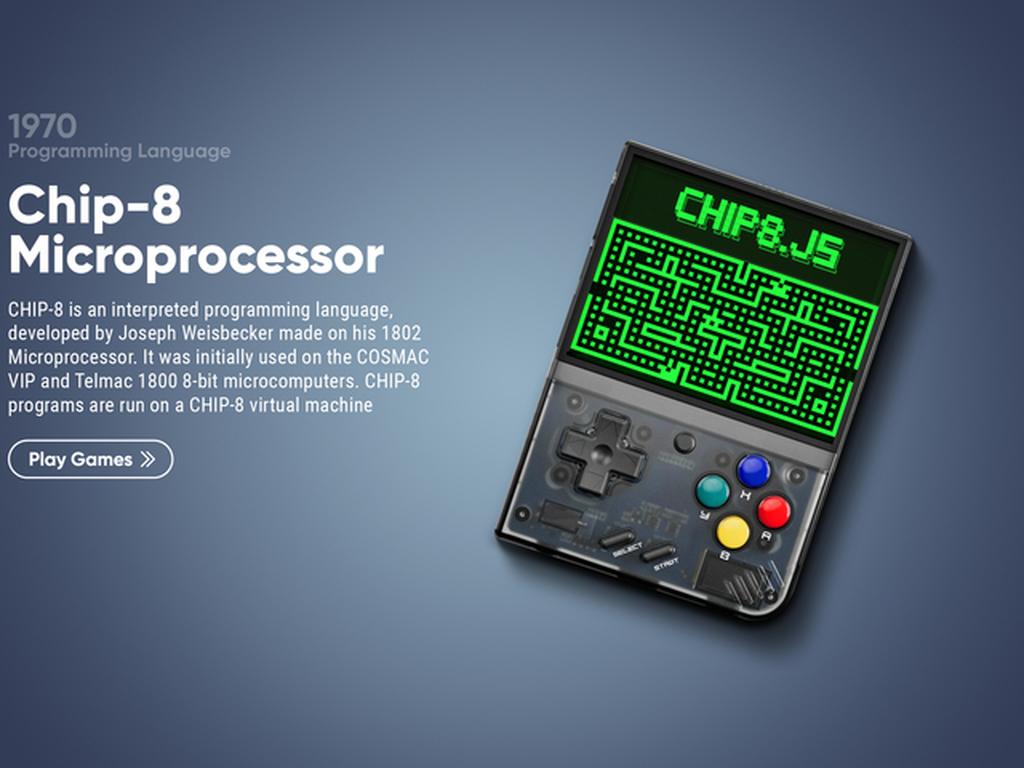 1970
Programming Language
Chip-8
Microprocessor
CHIP-8 is an interpreted programming language,
developed by Joseph Weisbecker made on his 1802
Microprocessor. It was initially used on the COSMAC
VIP and Telmac 1800 8-bit microcomputers. CHIP-8
programs are run on a CHIP-8 virtual machine
Play Games
CHIP8.JS
X
Y
A
B
SELECT
START